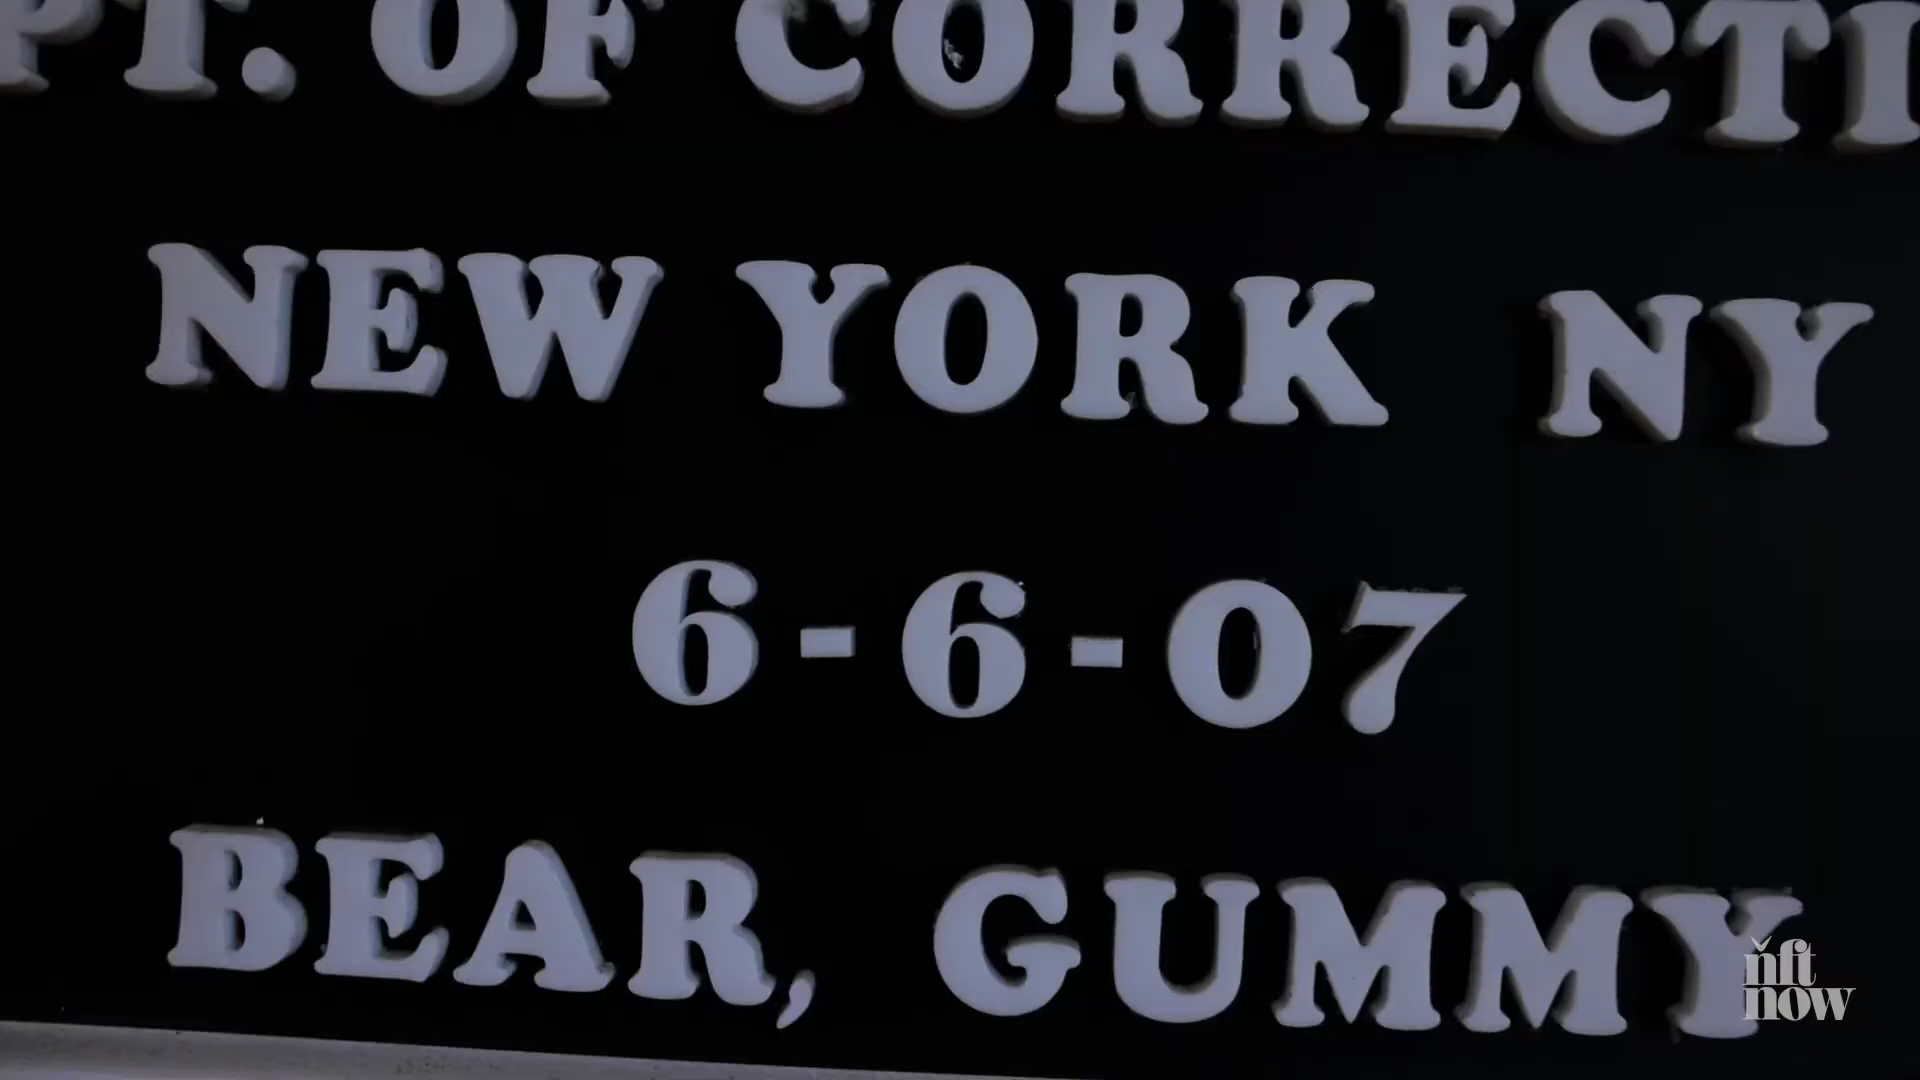 PT. OF CORRECTI
NEW YORK NY
6-6-07
BEAR, GUMMY
nft
now